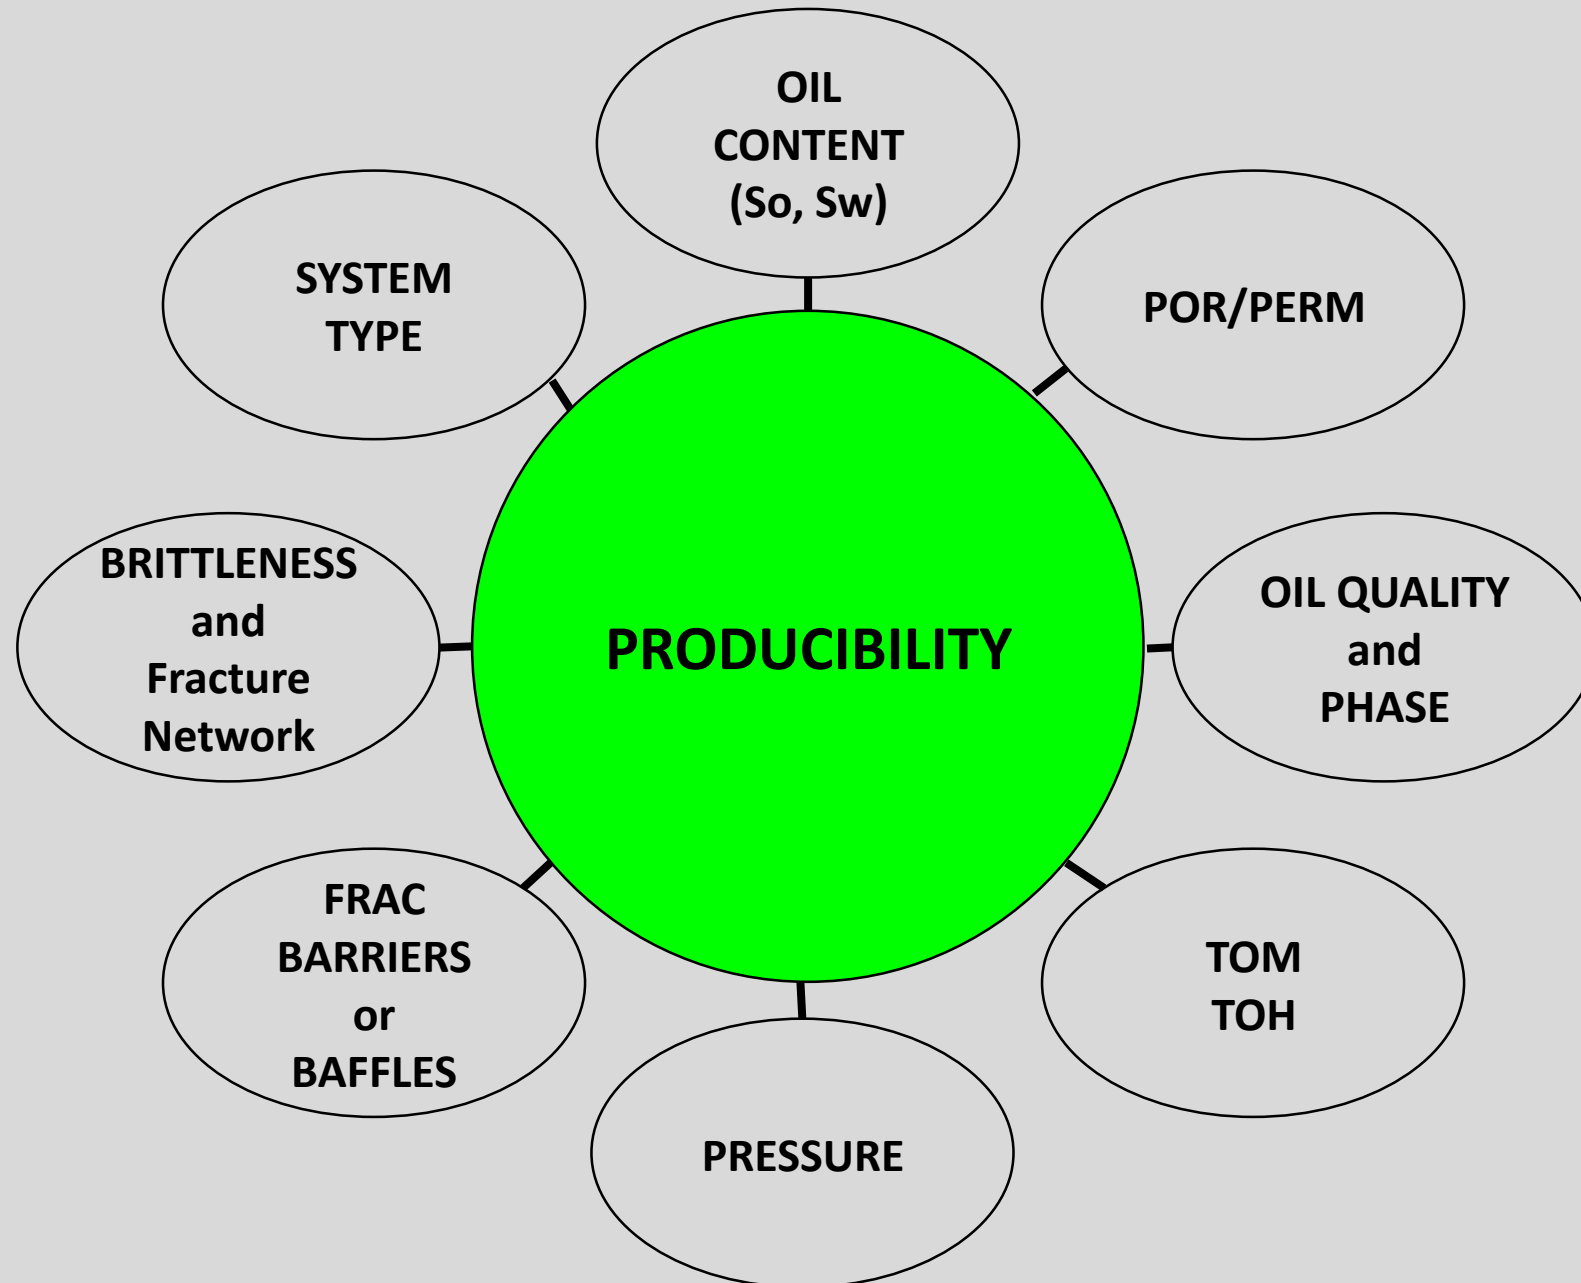 OIL
CONTENT
(So, Sw)
SYSTEM
TYPE
POR/PERM
BRITTLENESS
and
Fracture
Network
PRODUCIBILITY
OIL QUALITY
and
PHASE
FRAC
BARRIERS
or
BAFFLES
TOM
TOH
PRESSURE